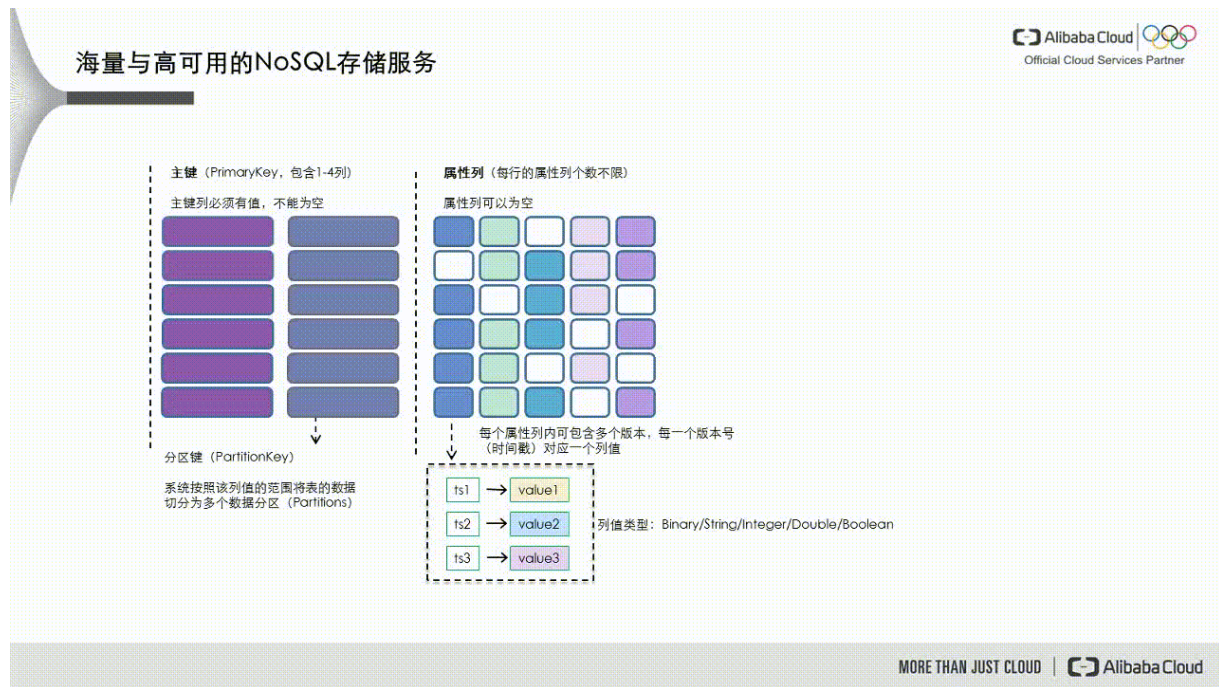 海量与高可用的NoSQL存储服务
Alibaba Cloud
Official Cloud Services Partner
主键（PrimaryKey，包含1-4列）
主键列必须有值，不能为空
属性列（每行的属性列个数不限）
属性列可以为空
分区键（PartitionKey）
系统按照该列值的范围将表的数据
切分为多个数据分区（Partitions）
每个属性列内可包含多个版本，每一个版本号
（时间戳）对应一个列值
ts1
value1
ts2
value2
ts3
value3
列值类型：Binary/String/Integer/Double/Boolean
MORE THAN JUST CLOUD
Alibaba Cloud